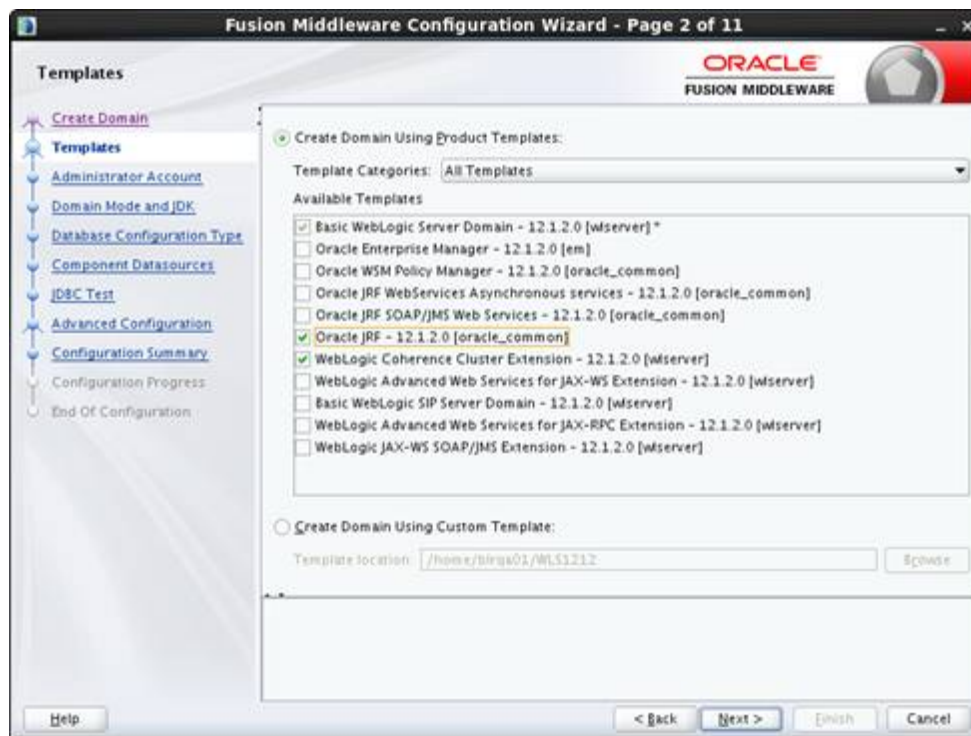 Fusion Middleware Configuration Wizard - Page 2 of 11
Templates
ORACLE
FUSION MIDDLEWARE
Create Domain
Templates
Administrator Account
Domain Mode and JDK
Database Configuration Type
Component Datasources
JDBC Test
Advanced Configuration
Configuration Summary
Configuration Progress
End Of Configuration
Create Domain Using Product Templates:
Template Categories: All Templates
Available Templates
Basic WebLogic Server Domain - 12.1.2.0 [wlserver] *
Oracle Enterprise Manager - 12.1.2.0 [em]
Oracle WSM Policy Manager - 12.1.2.0 [oracle_common]
Oracle JRF WebServices Asynchronous services - 12.1.2.0 [oracle_common]
Oracle JRF SOAP/JMS Web Services - 12.1.2.0 [oracle_common]
Oracle JRF - 12.1.2.0 [oracle_common]
WebLogic Coherence Cluster Extension - 12.1.2.0 [wlserver]
WebLogic Advanced Web Services for JAX-WS Extension - 12.1.2.0 [wlserver]
Basic WebLogic SIP Server Domain - 12.1.2.0 [wlserver]
WebLogic Advanced Web Services for JAX-RPC Extension - 12.1.2.0 [wlserver]
WebLogic JAX-WS SOAP/JMS Extension - 12.1.2.0 [wlserver]
Create Domain Using Custom Template:
Template location: /home/birqa01/WLS1212 Browse
Help < Back Next > Finish Cancel